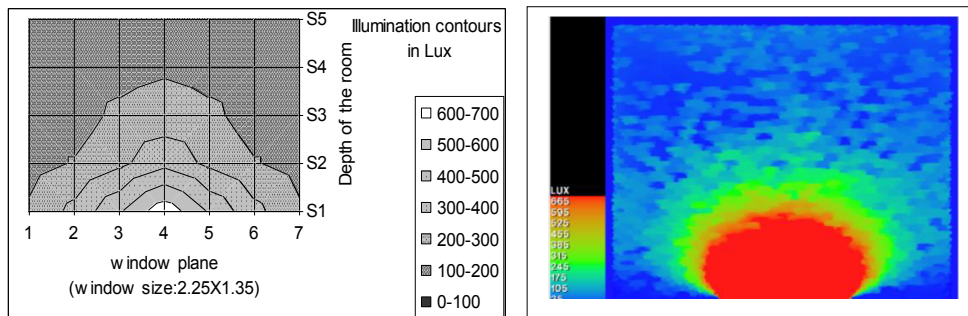 Illumination contours
in Lux
S5
S4
S3
S2
S1
Depth of the room
1 2 3 4 5 6 7
window plane
(window size:2.25X1.35)
600-700
500-600
400-500
300-400
200-300
100-200
0-100
LUX
665
595
525
455
385
315
245
175
105
35